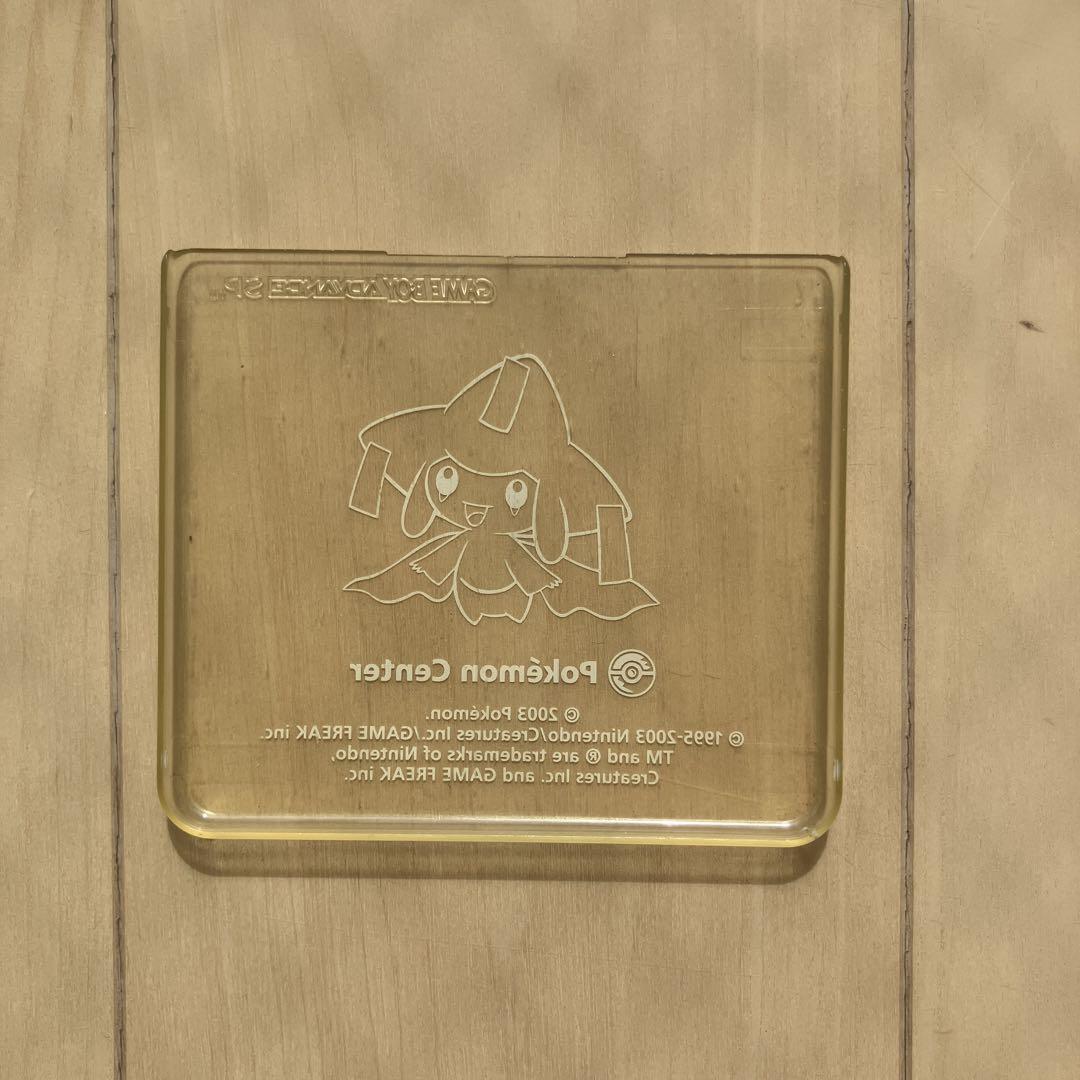 GAME BOY ADVANCE SP™
Pokémon Center
© 2003 Pokémon.
© 1995-2003 Nintendo/Creatures Inc./GAME FREAK inc.
TM and ® are trademarks of Nintendo,
Creatures Inc. and GAME FREAK inc.